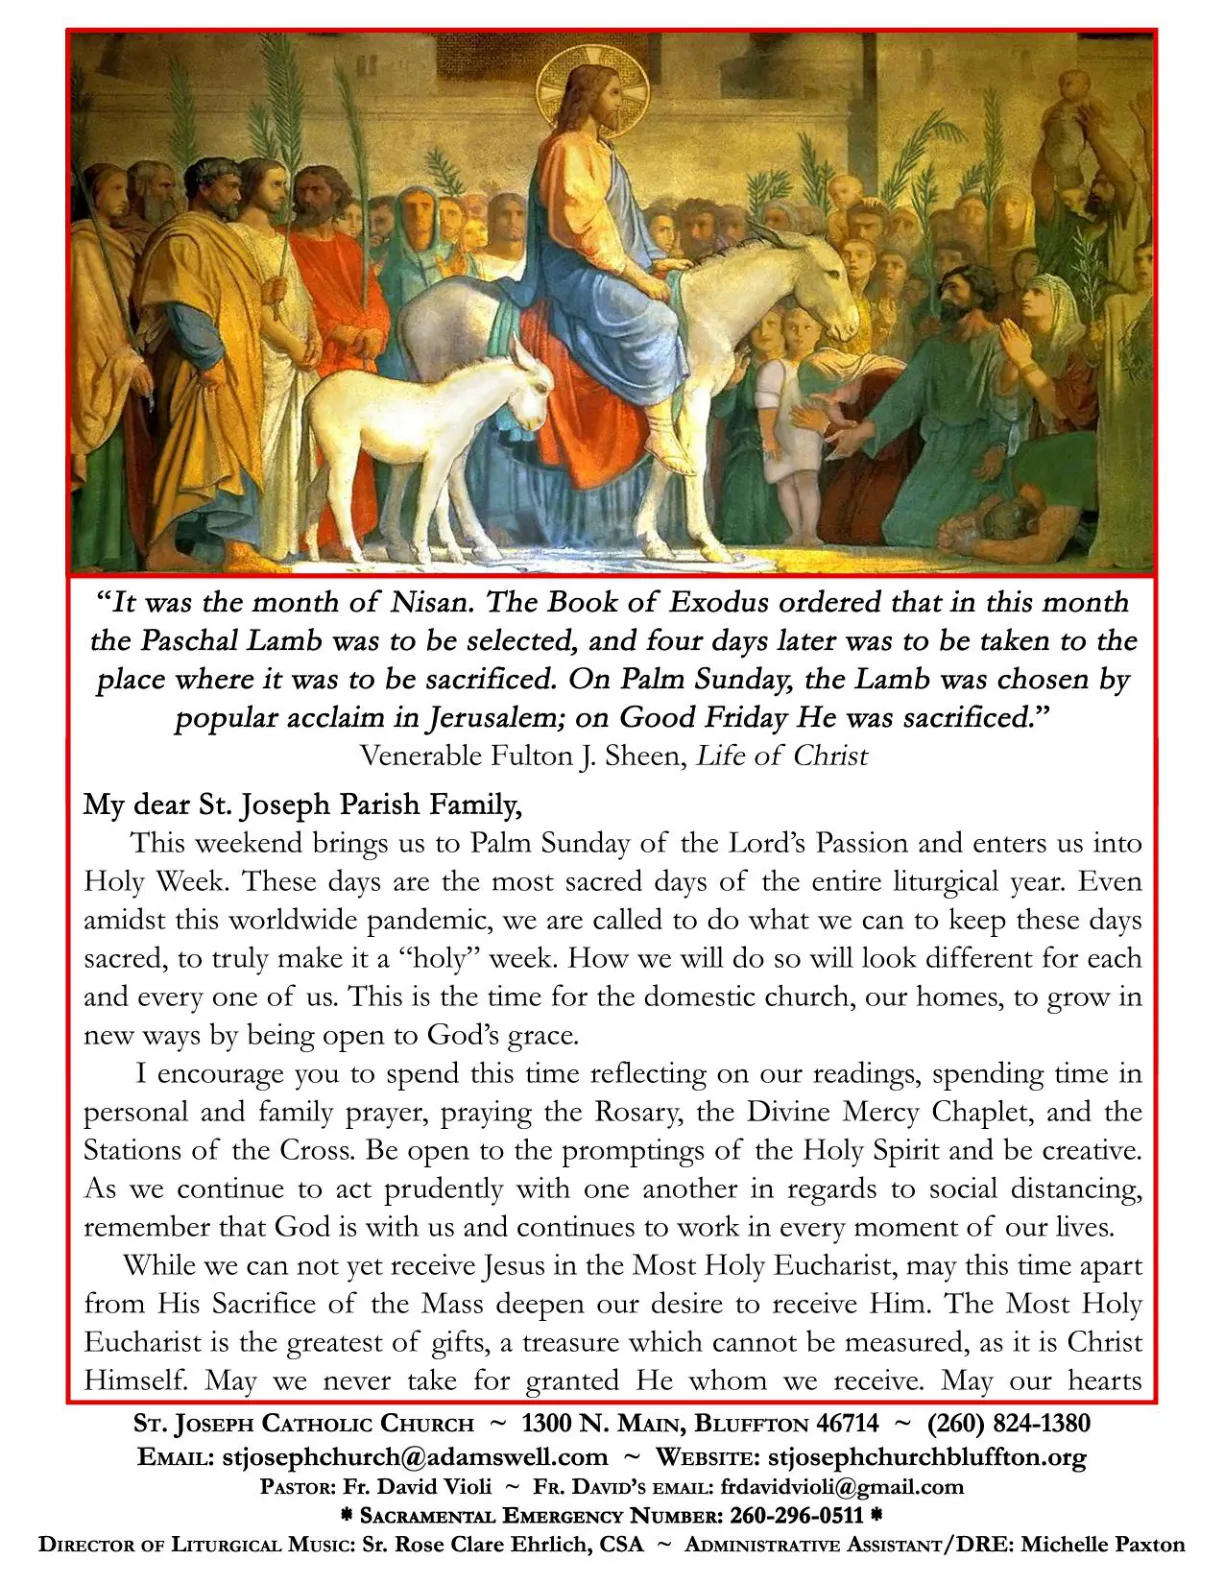 “It was the month of Nisan. The Book of Exodus ordered that in this month
the Paschal Lamb was to be selected, and four days later was to be taken to the
place where it was to be sacrificed. On Palm Sunday, the Lamb was chosen by
popular acclaim in Jerusalem; on Good Friday He was sacrificed.”
Venerable Fulton J. Sheen, Life of Christ
My dear St. Joseph Parish Family,
This weekend brings us to Palm Sunday of the Lord’s Passion and enters us into
Holy Week. These days are the most sacred days of the entire liturgical year. Even
amidst this worldwide pandemic, we are called to do what we can to keep these days
sacred, to truly make it a “holy” week. How we will do so will look different for each
and every one of us. This is the time for the domestic church, our homes, to grow in
new ways by being open to God’s grace.
I encourage you to spend this time reflecting on our readings, spending time in
personal and family prayer, praying the Rosary, the Divine Mercy Chaplet, and the
Stations of the Cross. Be open to the promptings of the Holy Spirit and be creative.
As we continue to act prudently with one another in regards to social distancing,
remember that God is with us and continues to work in every moment of our lives.
While we can not yet receive Jesus in the Most Holy Eucharist, may this time apart
from His Sacrifice of the Mass deepen our desire to receive Him. The Most Holy
Eucharist is the greatest of gifts, a treasure which cannot be measured, as it is Christ
Himself. May we never take for granted He whom we receive. May our hearts
St. Joseph Catholic Church ~ 1300 N. Main, Bluffton 46714 ~ (260) 824-1380
Email: stjosephchurch@adamswell.com ~ Website: stjosephchurchbluffton.org
Pastor: Fr. David Violi ~ Fr. David’s email: frdavidvioli@gmail.com
* Sacramental Emergency Number: 260-296-0511 *
Director of Liturgical Music: Sr. Rose Clare Ehrlich, CSA ~ Administrative Assistant/DRE: Michelle Paxton